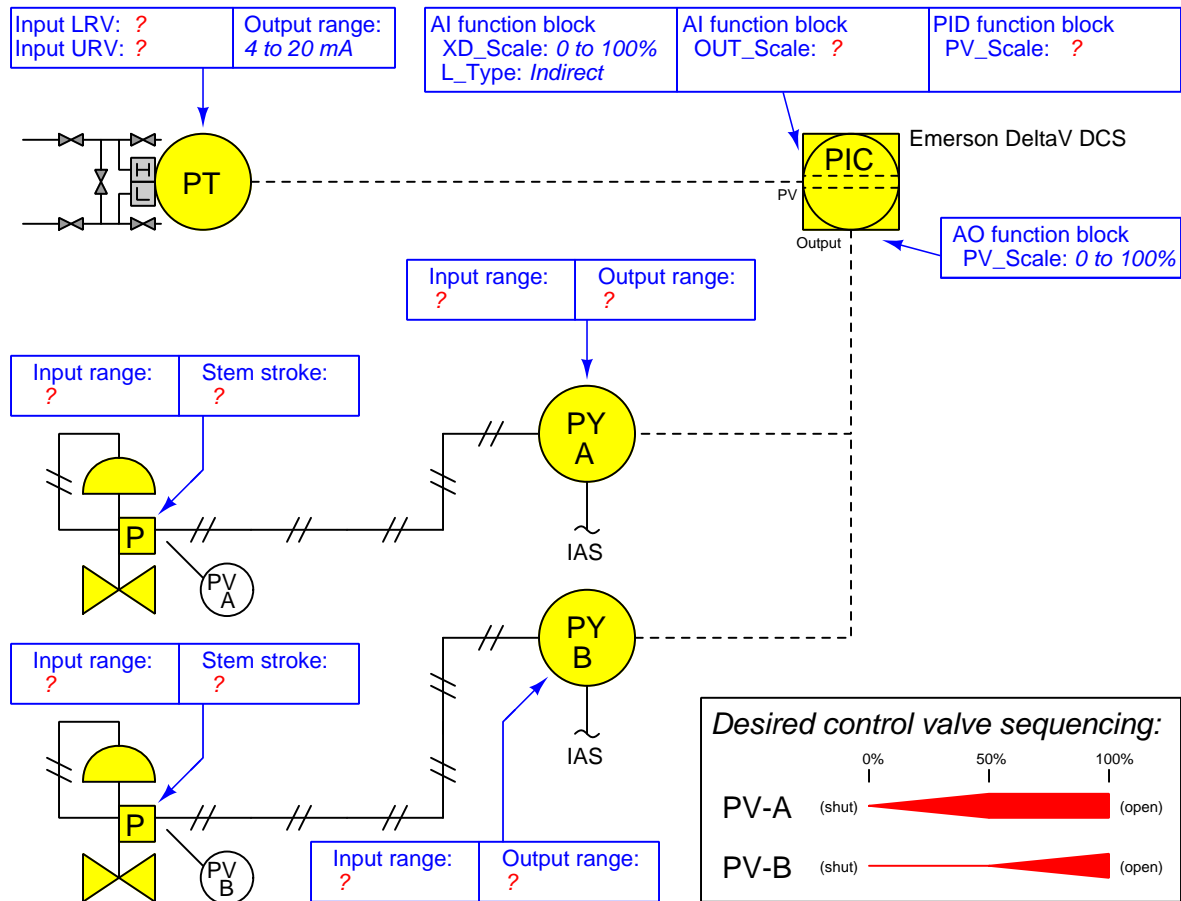 Input LRV: ?
Input URV: ?
Output range:
4 to 20 mA
AI function block
XD_Scale: 0 to 100%
L_Type: Indirect
AI function block
OUT_Scale: ?
PID function block
PV_Scale: ?
H
L
PT
PIC
PV
Output
Emerson DeltaV DCS
AO function block
PV_Scale: 0 to 100%
Input range:
?
Output range:
?
Input range:
?
Stem stroke:
?
PY
A
IAS
P
PV
A
Input range:
?
Stem stroke:
?
PY
B
IAS
P
PV
B
Input range:
?
Output range:
?
Desired control valve sequencing:
0% 50% 100%
PV-A (shut) (open)
PV-B (shut) (open)